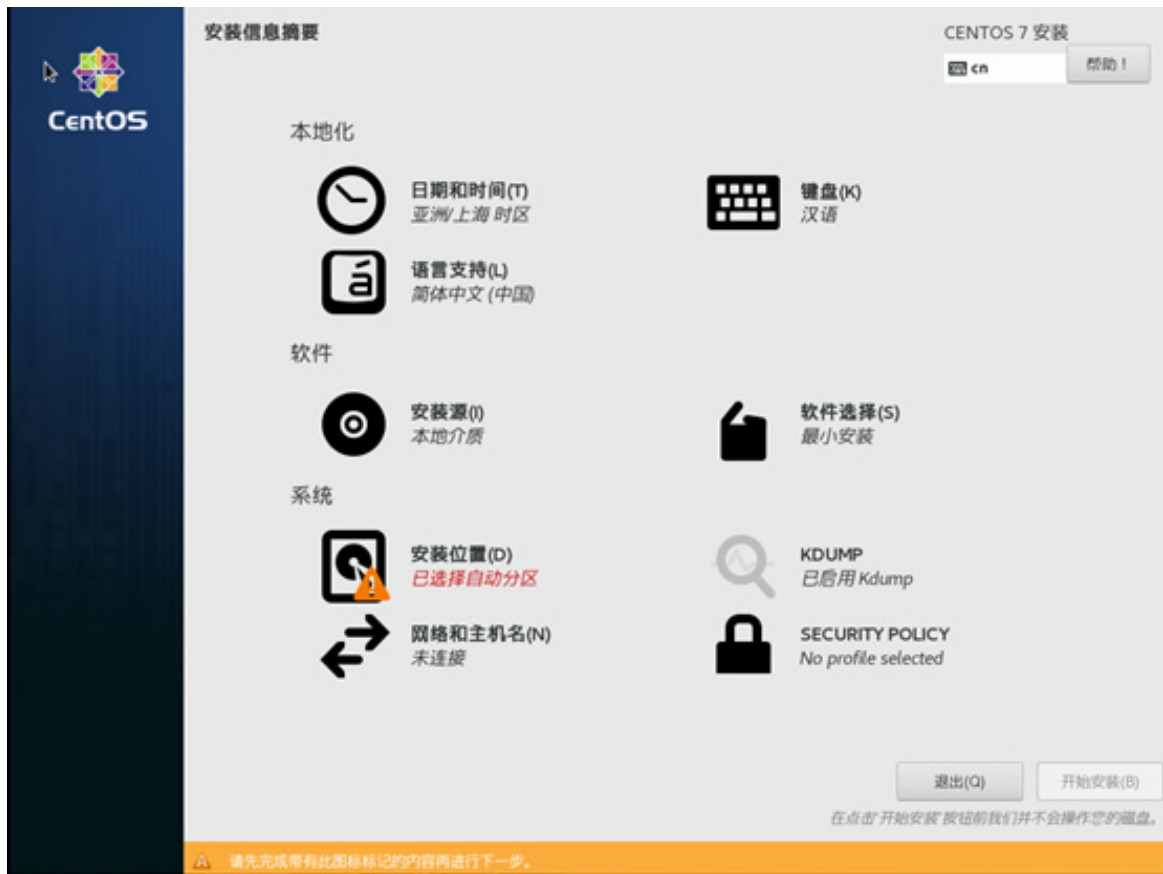 安装信息摘要
CENTOS 7 安装
cn
帮助！
CentOS
本地化
日期和时间(T)
亚洲/上海 时区
键盘(K)
汉语
语言支持(L)
简体中文 (中国)
软件
安装源(I)
本地介质
软件选择(S)
最小安装
系统
安装位置(D)
已选择自动分区
KDUMP
已启用 Kdump
网络和主机名(N)
未连接
SECURITY POLICY
No profile selected
退出(Q)
开始安装(B)
在点击'开始安装'按钮前我们并不会操作您的磁盘。
请先完成带有此图标标记的内容再进行下一步。